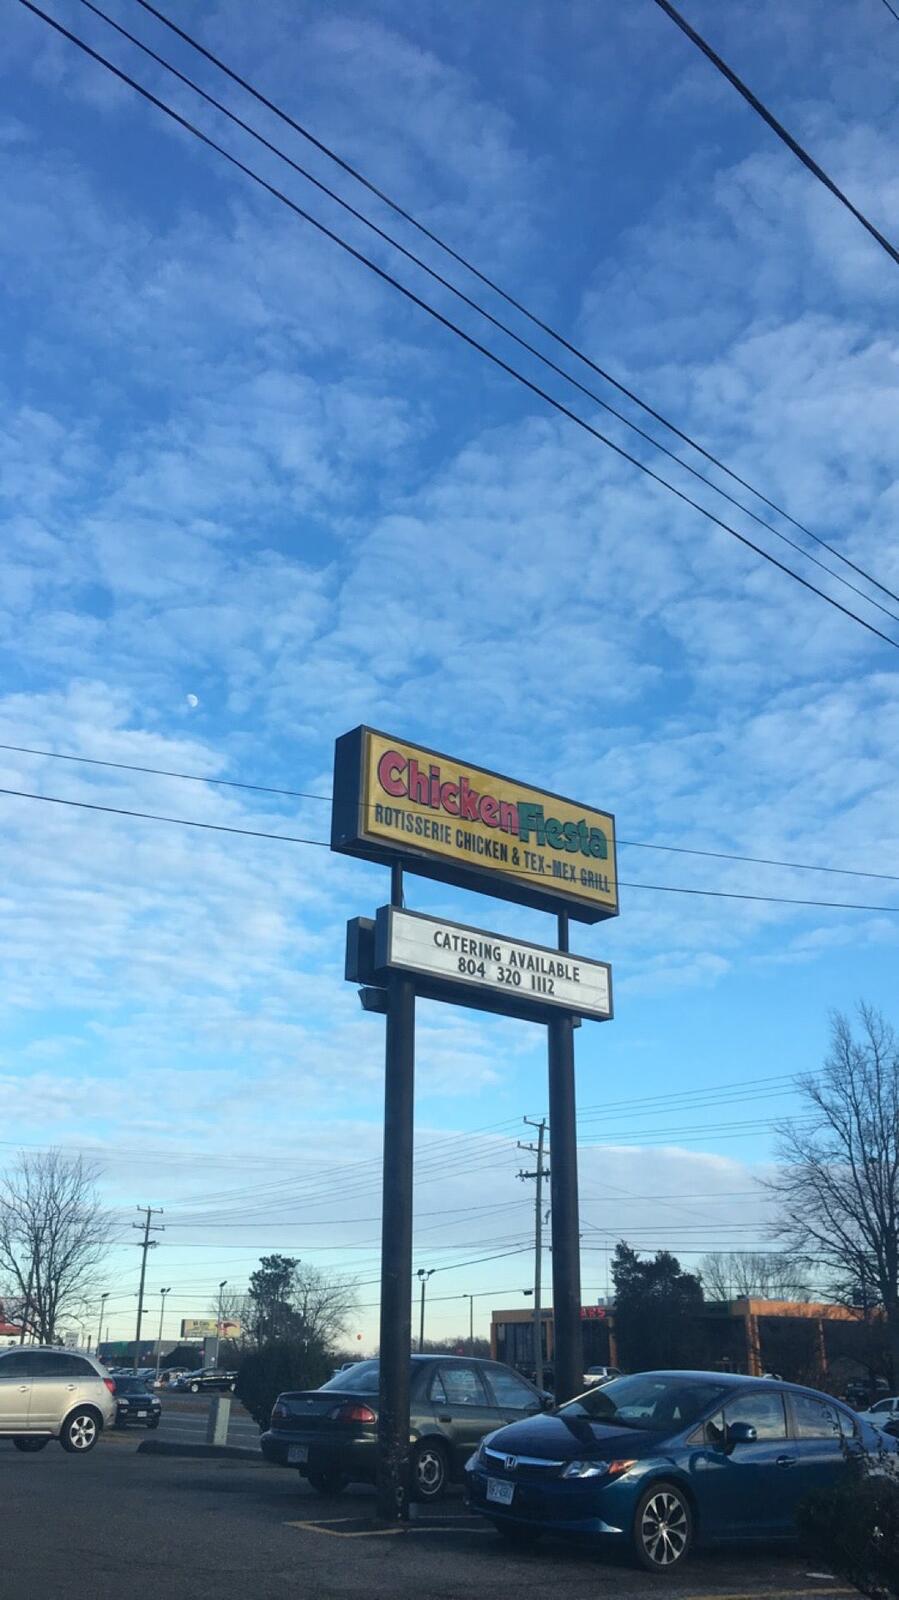 ChickenFiesta
ROTISSERIE CHICKEN & TEX-MEX GRILL
CATERING AVAILABLE
804 320 1112